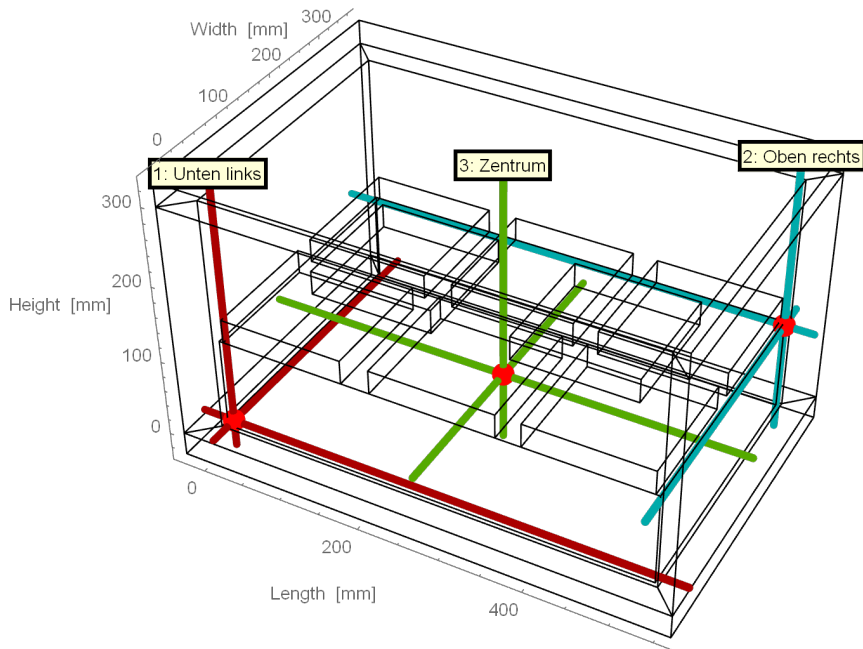 300
Width [mm]
200
100
0
2: Oben rechts
3: Zentrum
1: Unten links
300
200
Height [mm]
100
0
0
200
Length [mm]
400